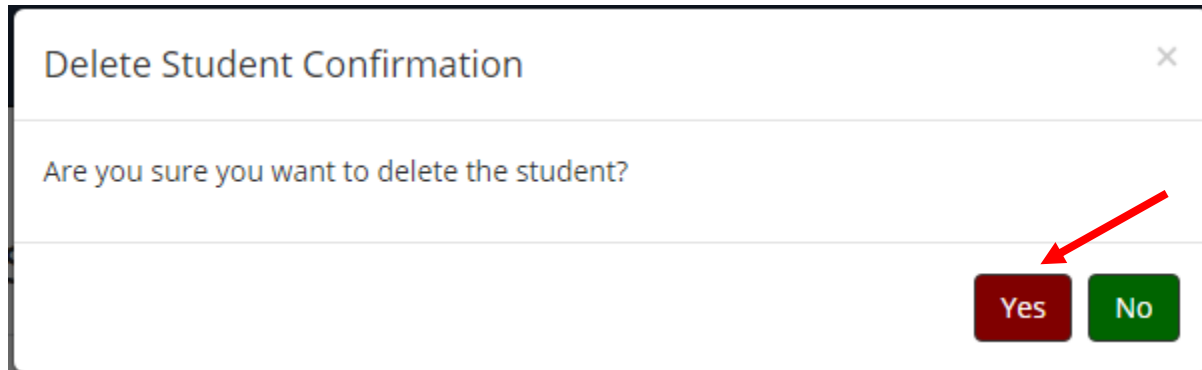 Delete Student Confirmation
×
Are you sure you want to delete the student?
Yes No